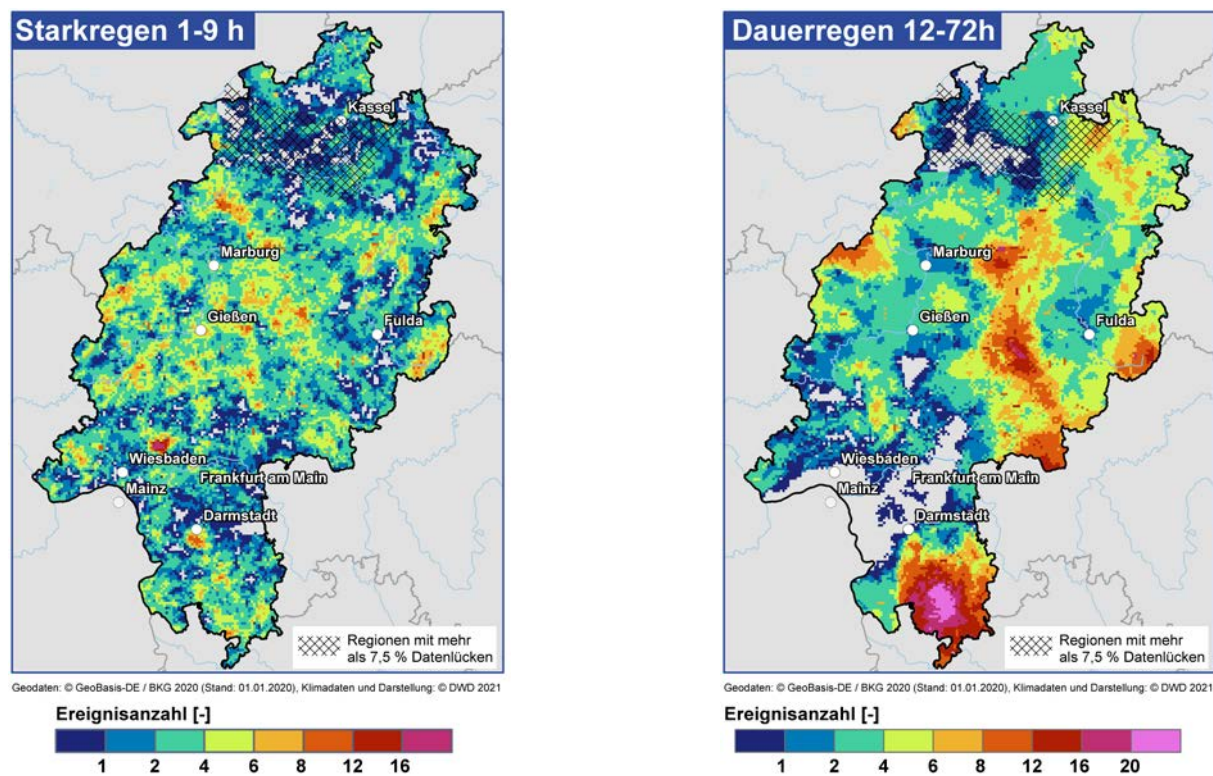 Starkregen 1-9 h
Kassel
Marburg
Gießen
Fulda
Wiesbaden
Frankfurt am Main
Mainz
Darmstadt
Regionen mit mehr
als 7,5 % Datenlücken
Geodaten: © GeoBasis-DE / BKG 2020 (Stand: 01.01.2020), Klimadaten und Darstellung: © DWD 2021
Ereignisanzahl [-]
1 2 4 6 8 12 16
Dauerregen 12-72h
Kassel
Marburg
Gießen
Fulda
Wiesbaden
Frankfurt am Main
Mainz
Darmstadt
Regionen mit mehr
als 7,5 % Datenlücken
Geodaten: © GeoBasis-DE / BKG 2020 (Stand: 01.01.2020), Klimadaten und Darstellung: © DWD 2021
Ereignisanzahl [-]
1 2 4 6 8 12 16 20